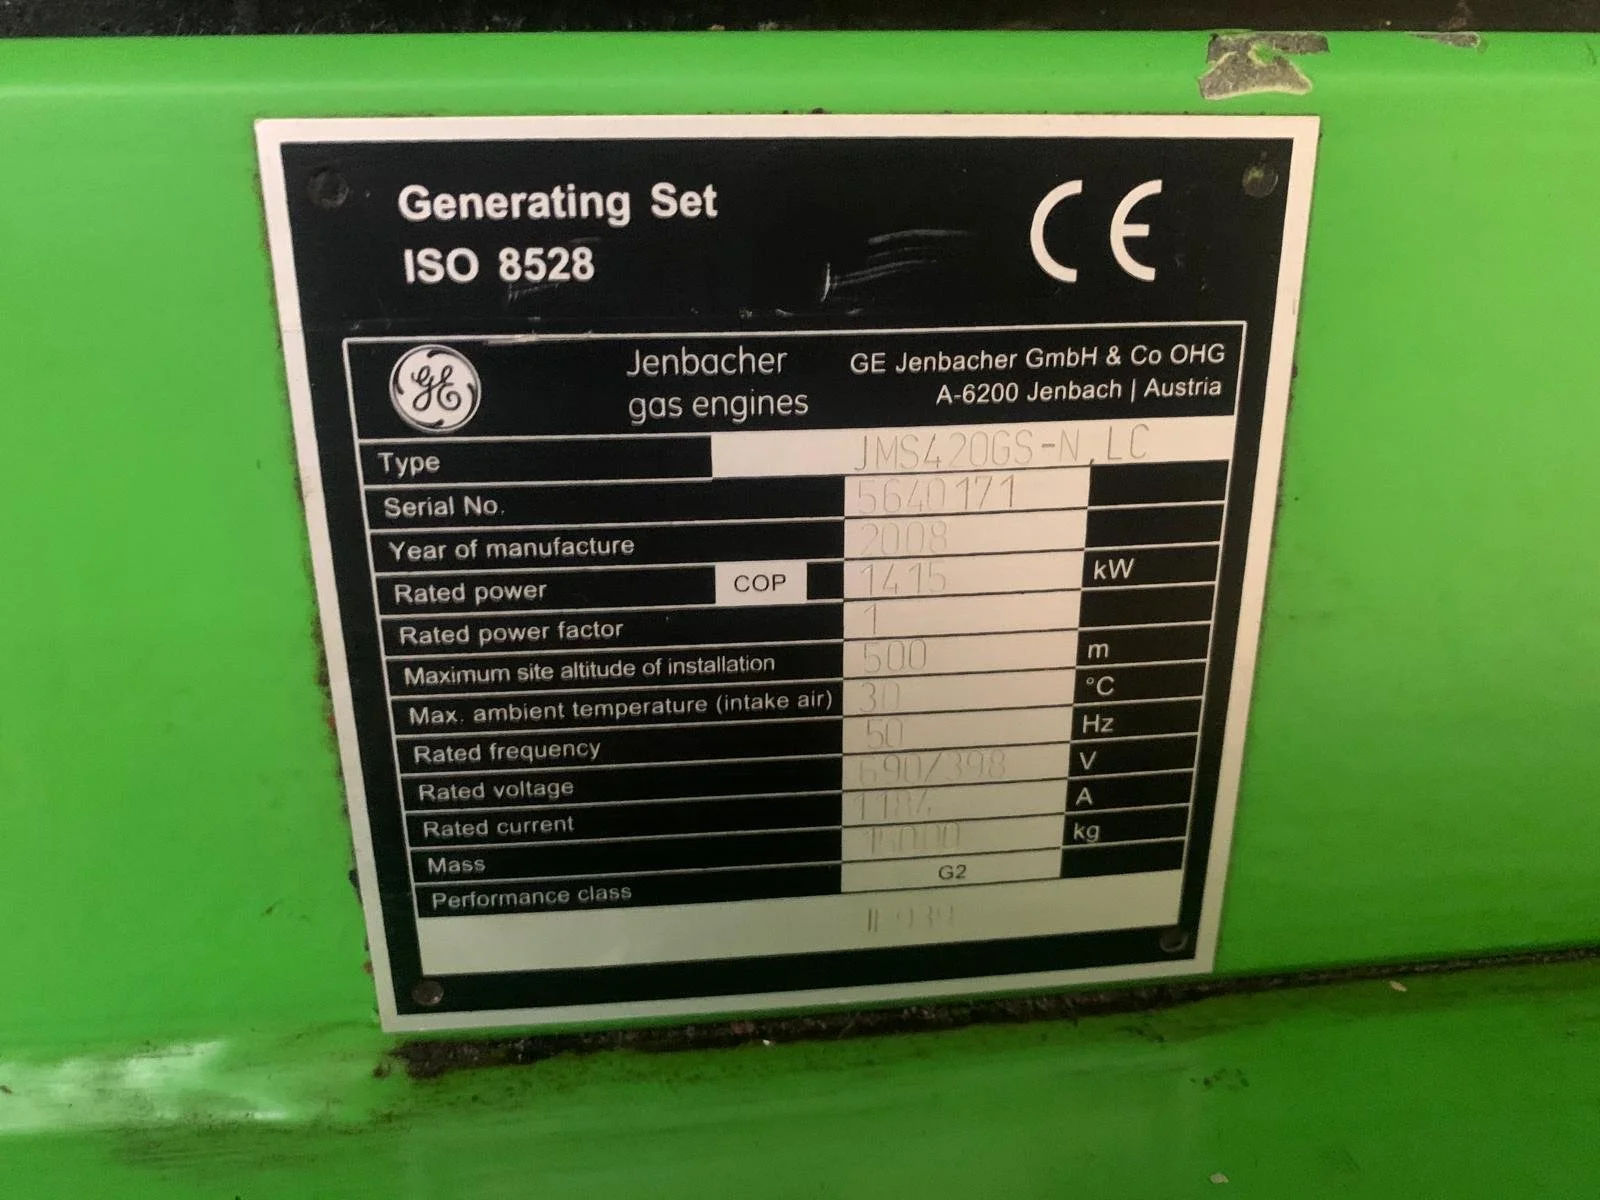 Generating Set
ISO 8528
CE
GE
Jenbacher
gas engines
GE Jenbacher GmbH & Co OHG
A-6200 Jenbach | Austria
Type JMS420GS-N.LC
Serial No. 5640171
Year of manufacture 2008
Rated power COP 1415 kW
Rated power factor 1
Maximum site altitude of installation 500 m
Max. ambient temperature (intake air) 30 °C
Rated frequency 50 Hz
Rated voltage 690/398 V
Rated current 1184 A
Mass kg
Performance class G2